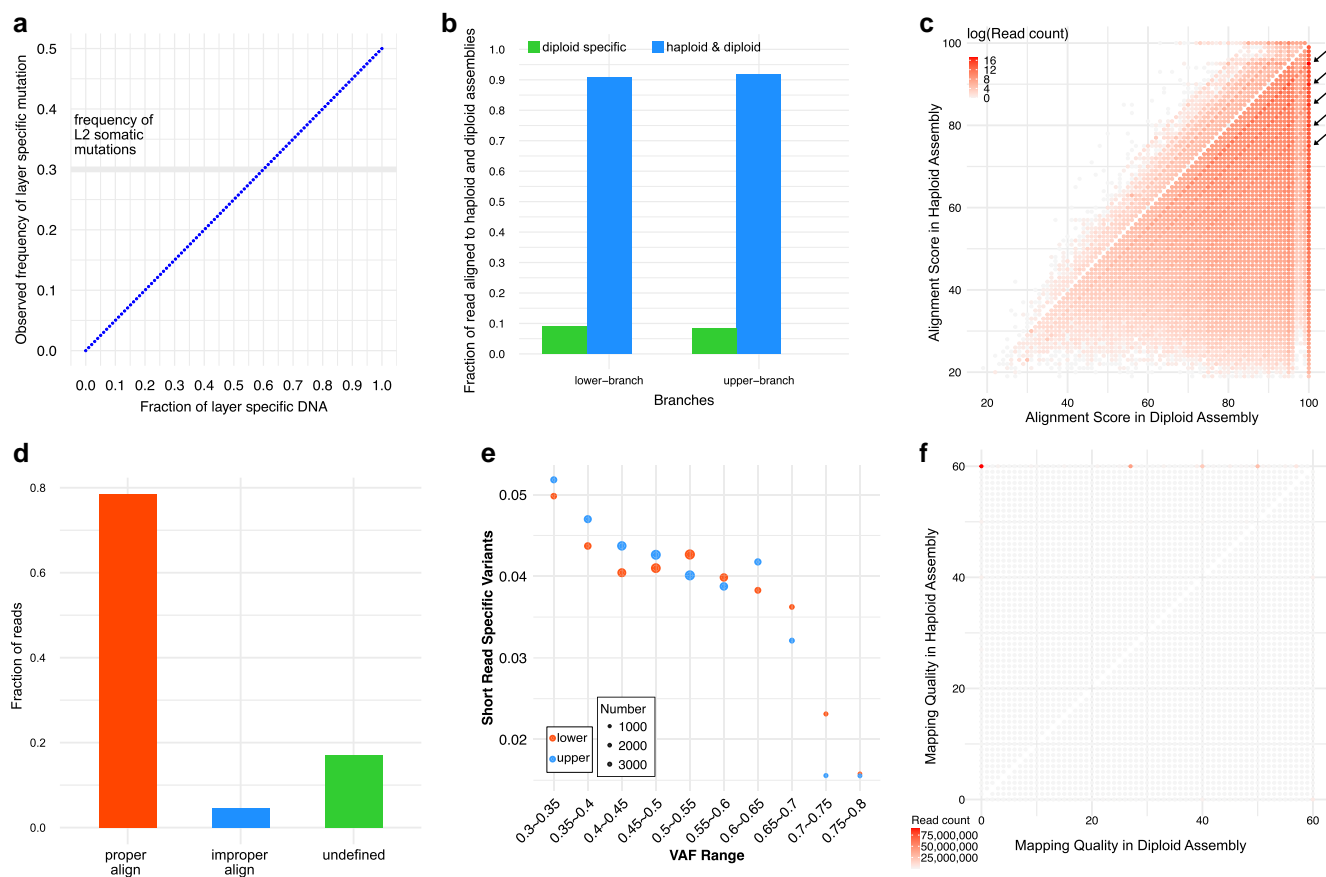 a
Observed frequency of layer specific mutation
0.5
0.4
0.3
0.2
0.1
0.0
frequency of
L2 somatic
mutations
0.0 0.1 0.2 0.3 0.4 0.5 0.6 0.7 0.8 0.9 1.0
Fraction of layer specific DNA
b
Fraction of read aligned to haploid and diploid assemblies
diploid specific
haploid & diploid
1.0
0.9
0.8
0.7
0.6
0.5
0.4
0.3
0.2
0.1
0.0
lower−branch upper−branch
Branches
c
log(Read count)
16
12
8
4
0
Alignment Score in Haploid Assembly
100
80
60
40
20
20 40 60 80 100
Alignment Score in Diploid Assembly
d
Fraction of reads
0.8
0.6
0.4
0.2
0.0
proper
align
improper
align
undefined
e
Short Read Specific Variants
0.05
0.04
0.03
0.02
lower
upper
Number
1000
2000
3000
0.3~0.35
0.35~0.4
0.4~0.45
0.45~0.5
0.5~0.55
0.55~0.6
0.6~0.65
0.65~0.7
0.7~0.75
0.75~0.8
VAF Range
f
Mapping Quality in Haploid Assembly
60
40
20
0
0 20 40 60
Mapping Quality in Diploid Assembly
Read count
75,000,000
50,000,000
25,000,000